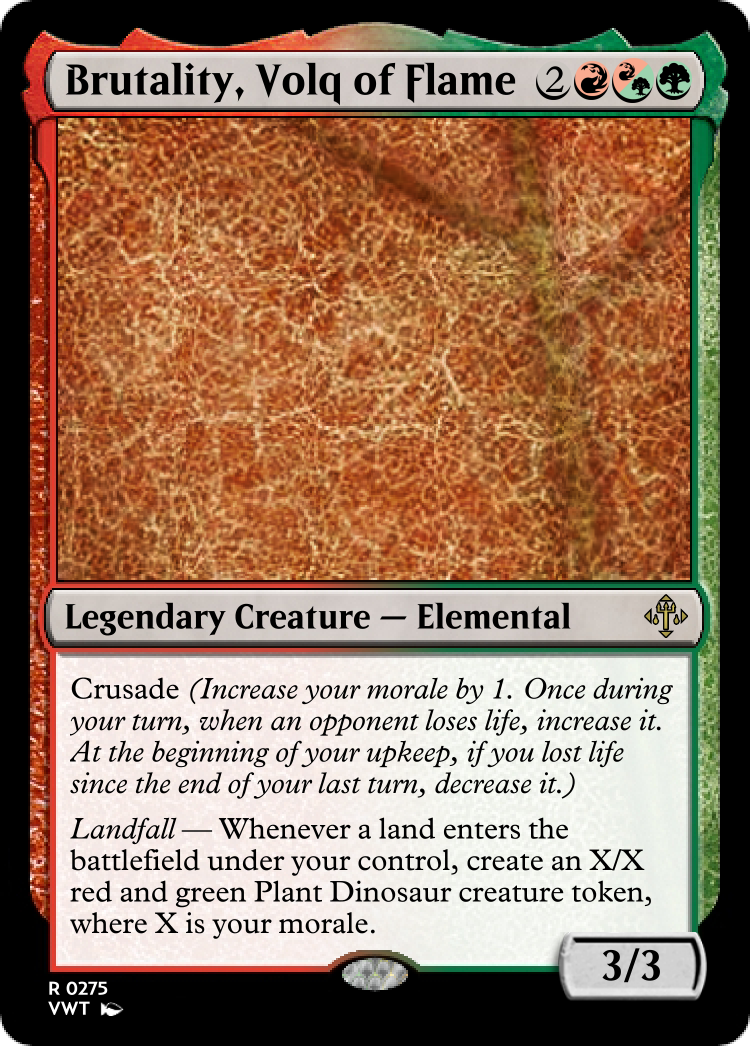 Brutality, Volq of Flame 2
Legendary Creature — Elemental
Crusade (Increase your morale by 1. Once during
your turn, when an opponent loses life, increase it.
At the beginning of your upkeep, if you lost life
since the end of your last turn, decrease it.)
Landfall — Whenever a land enters the
battlefield under your control, create an X/X
red and green Plant Dinosaur creature token,
where X is your morale.
3/3
R 0275
VWT